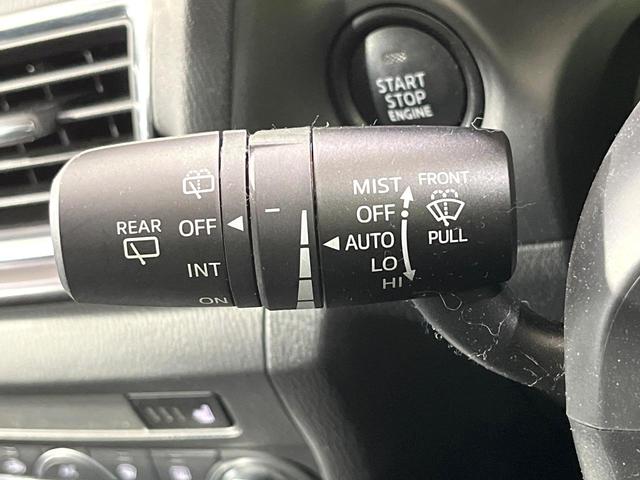 START
STOP
ENGINE
REAR
OFF
INT
ON
MIST
OFF
AUTO
LO
HI
FRONT
PULL